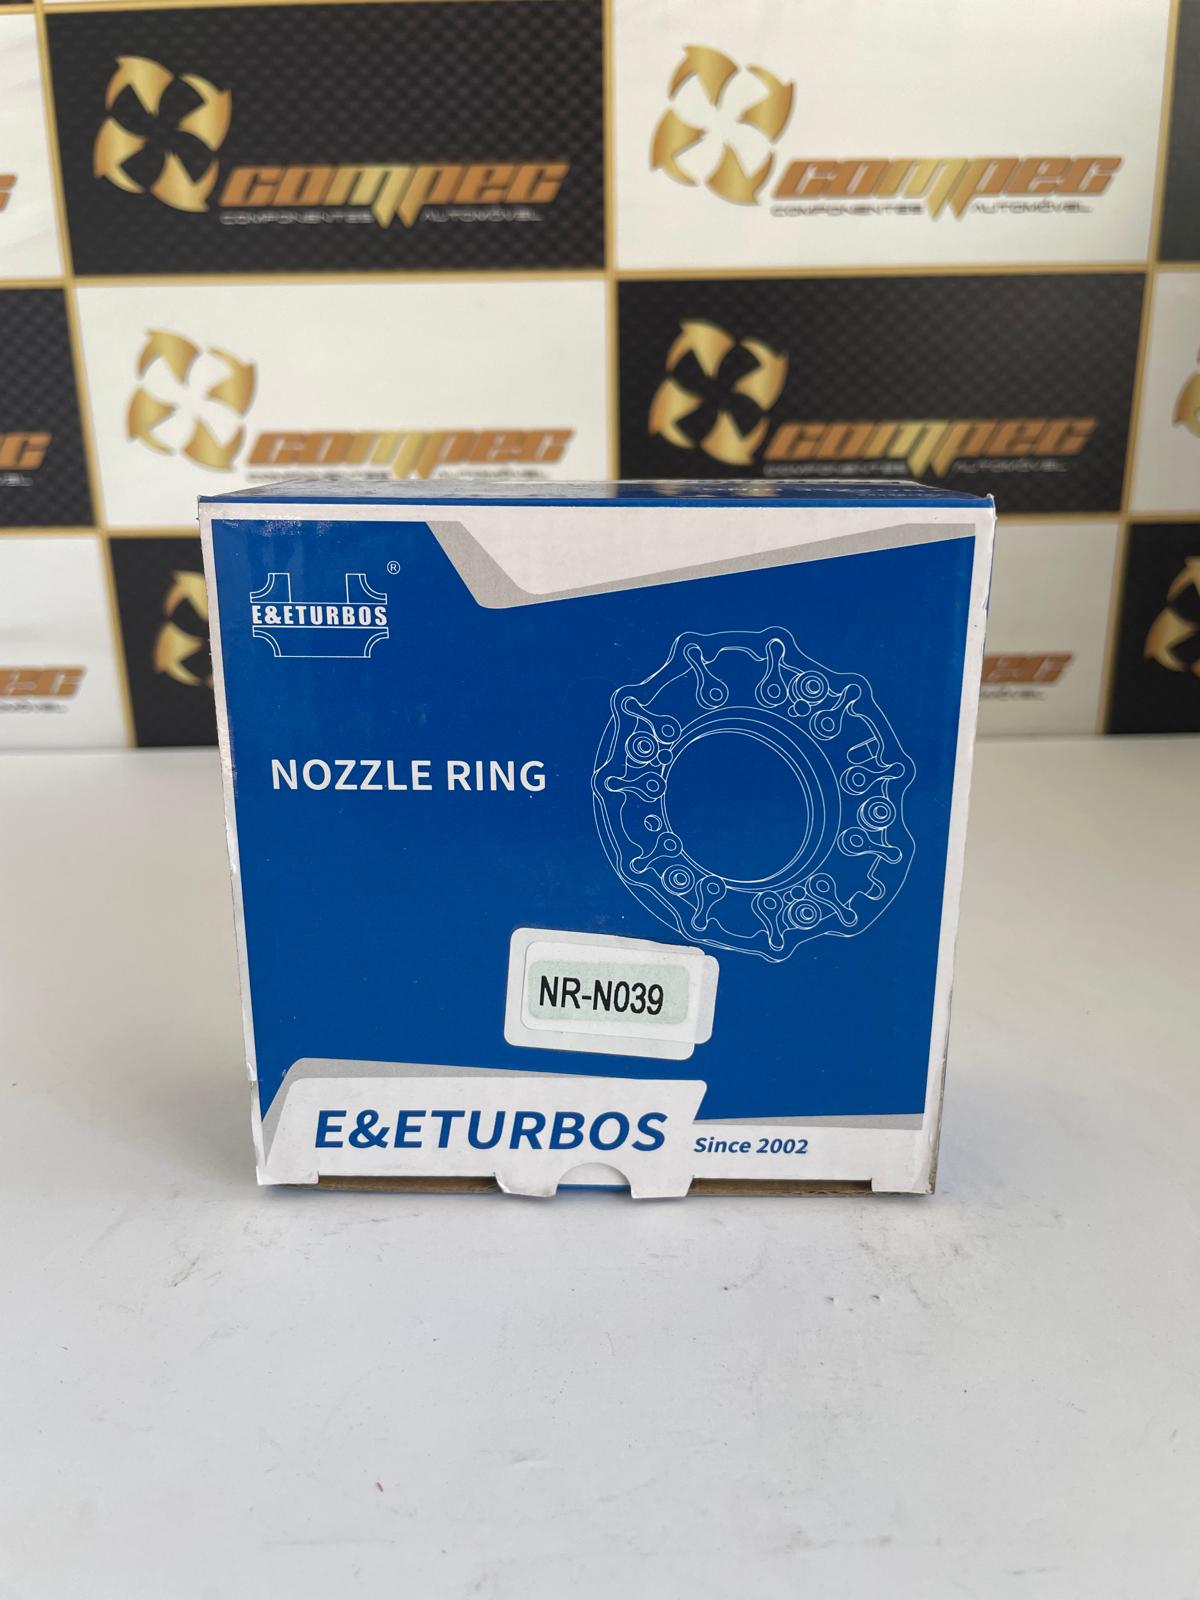 compec
COMPONENTES AUTOMÓVEL
compec
COMPONENTES AUTOMÓVEL
compec
COMPONENTES AUTOMÓVEL
compec
COMPONENTES AUTOMÓVEL
E&ETURBOS ®
NOZZLE RING
NR-N039
E&ETURBOS Since 2002